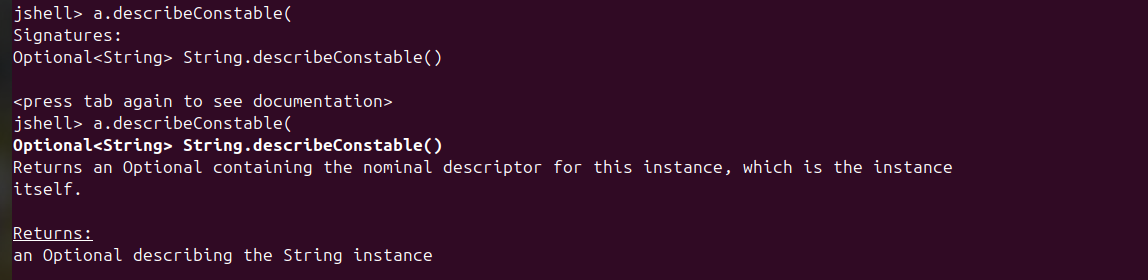 jshell> a.describeConstable(
Signatures:
Optional<String> String.describeConstable()
<press tab again to see documentation>
jshell> a.describeConstable(
Optional<String> String.describeConstable()
Returns an Optional containing the nominal descriptor for this instance, which is the instance
itself.
Returns:
an Optional describing the String instance